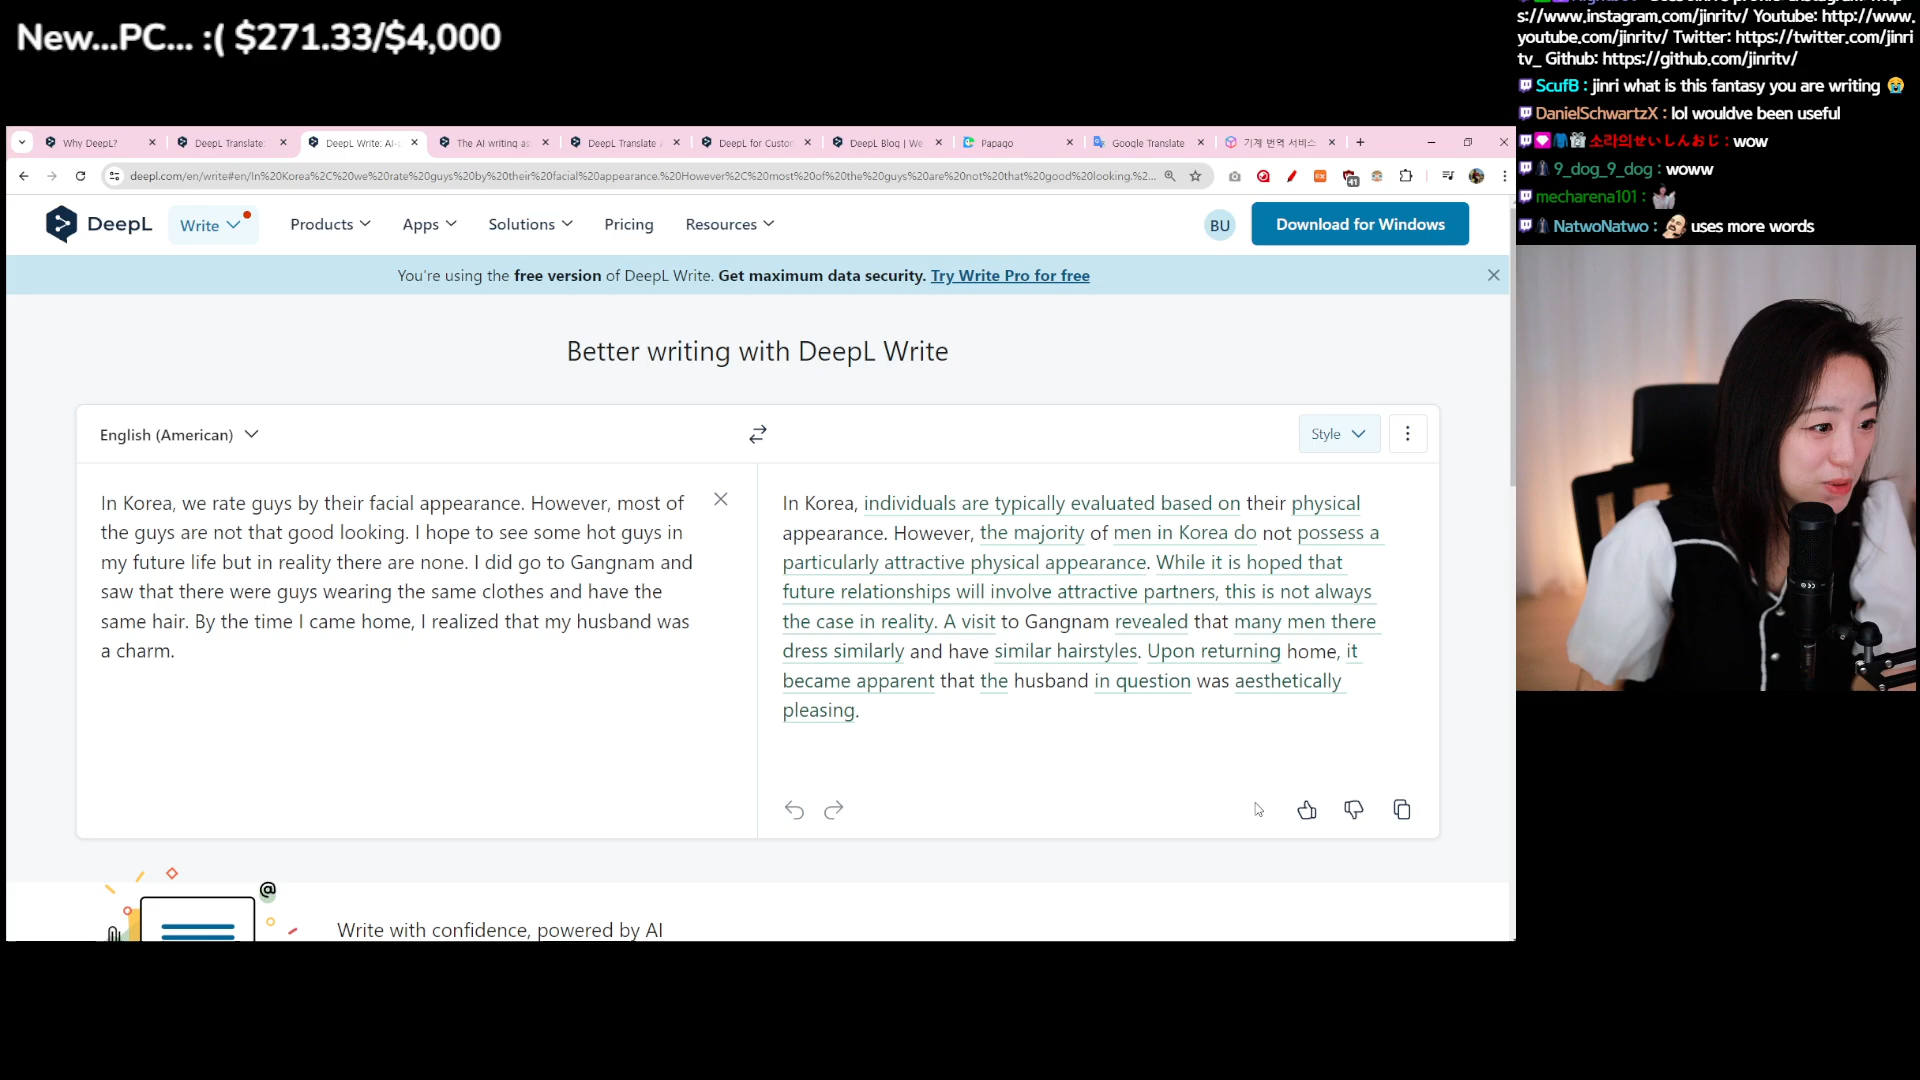 New...PC... :( $271.33/$4,000
s://www.instagram.com/jinritv/ Youtube: http://www.
youtube.com/jinritv/ Twitter: https://twitter.com/jinri
tv_ Github: https://github.com/jinritv/
ScufB : jinri what is this fantasy you are writing 😭
DanielSchwartzX : lol wouldve been useful
소라의せいしんおじ : wow
9_dog_9_dog : woww
mecharena101 :
NatwoNatwo : uses more words
Why DeepL?
DeepL Translate:
DeepL Write: AI-
The AI writing as
DeepL Translate
DeepL for Custor
DeepL Blog | We
Papago
Google Translate
기계 번역 서비스
deepl.com/en/write#en/In%20Korea%2C%20we%20rate%20guys%20by%20their%20facial%20appearance.%20However%2C%20most%20of%20the%20guys%20are%20not%20that%20good%20looking.%2...
41
DeepL
Write
Products
Apps
Solutions
Pricing
Resources
BU
Download for Windows
You're using the free version of DeepL Write. Get maximum data security. Try Write Pro for free
Better writing with DeepL Write
English (American)
Style
In Korea, we rate guys by their facial appearance. However, most of
the guys are not that good looking. I hope to see some hot guys in
my future life but in reality there are none. I did go to Gangnam and
saw that there were guys wearing the same clothes and have the
same hair. By the time I came home, I realized that my husband was
a charm.
In Korea, individuals are typically evaluated based on their physical
appearance. However, the majority of men in Korea do not possess a
particularly attractive physical appearance. While it is hoped that
future relationships will involve attractive partners, this is not always
the case in reality. A visit to Gangnam revealed that many men there
dress similarly and have similar hairstyles. Upon returning home, it
became apparent that the husband in question was aesthetically
pleasing.
@
Write with confidence, powered by AI